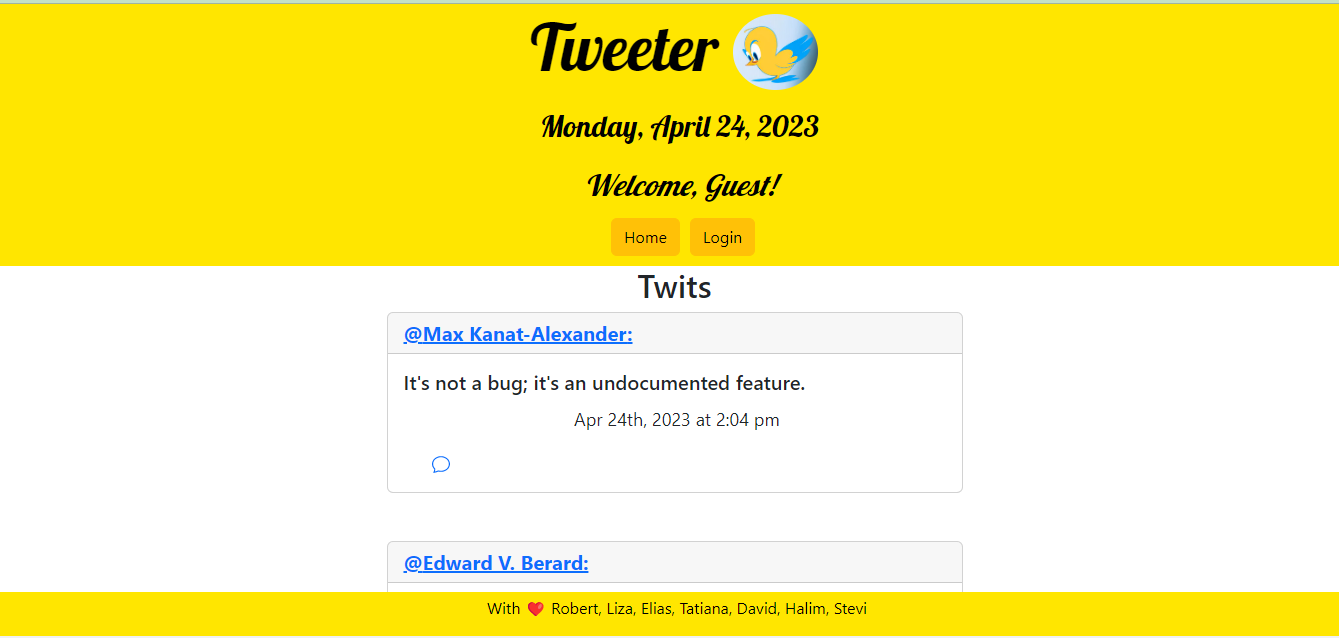 Tweeter
Monday, April 24, 2023
Welcome, Guest!
Home Login
Twits
@Max Kanat-Alexander:
It's not a bug; it's an undocumented feature.
Apr 24th, 2023 at 2:04 pm
@Edward V. Berard:
With ❤️ Robert, Liza, Elias, Tatiana, David, Halim, Stevi